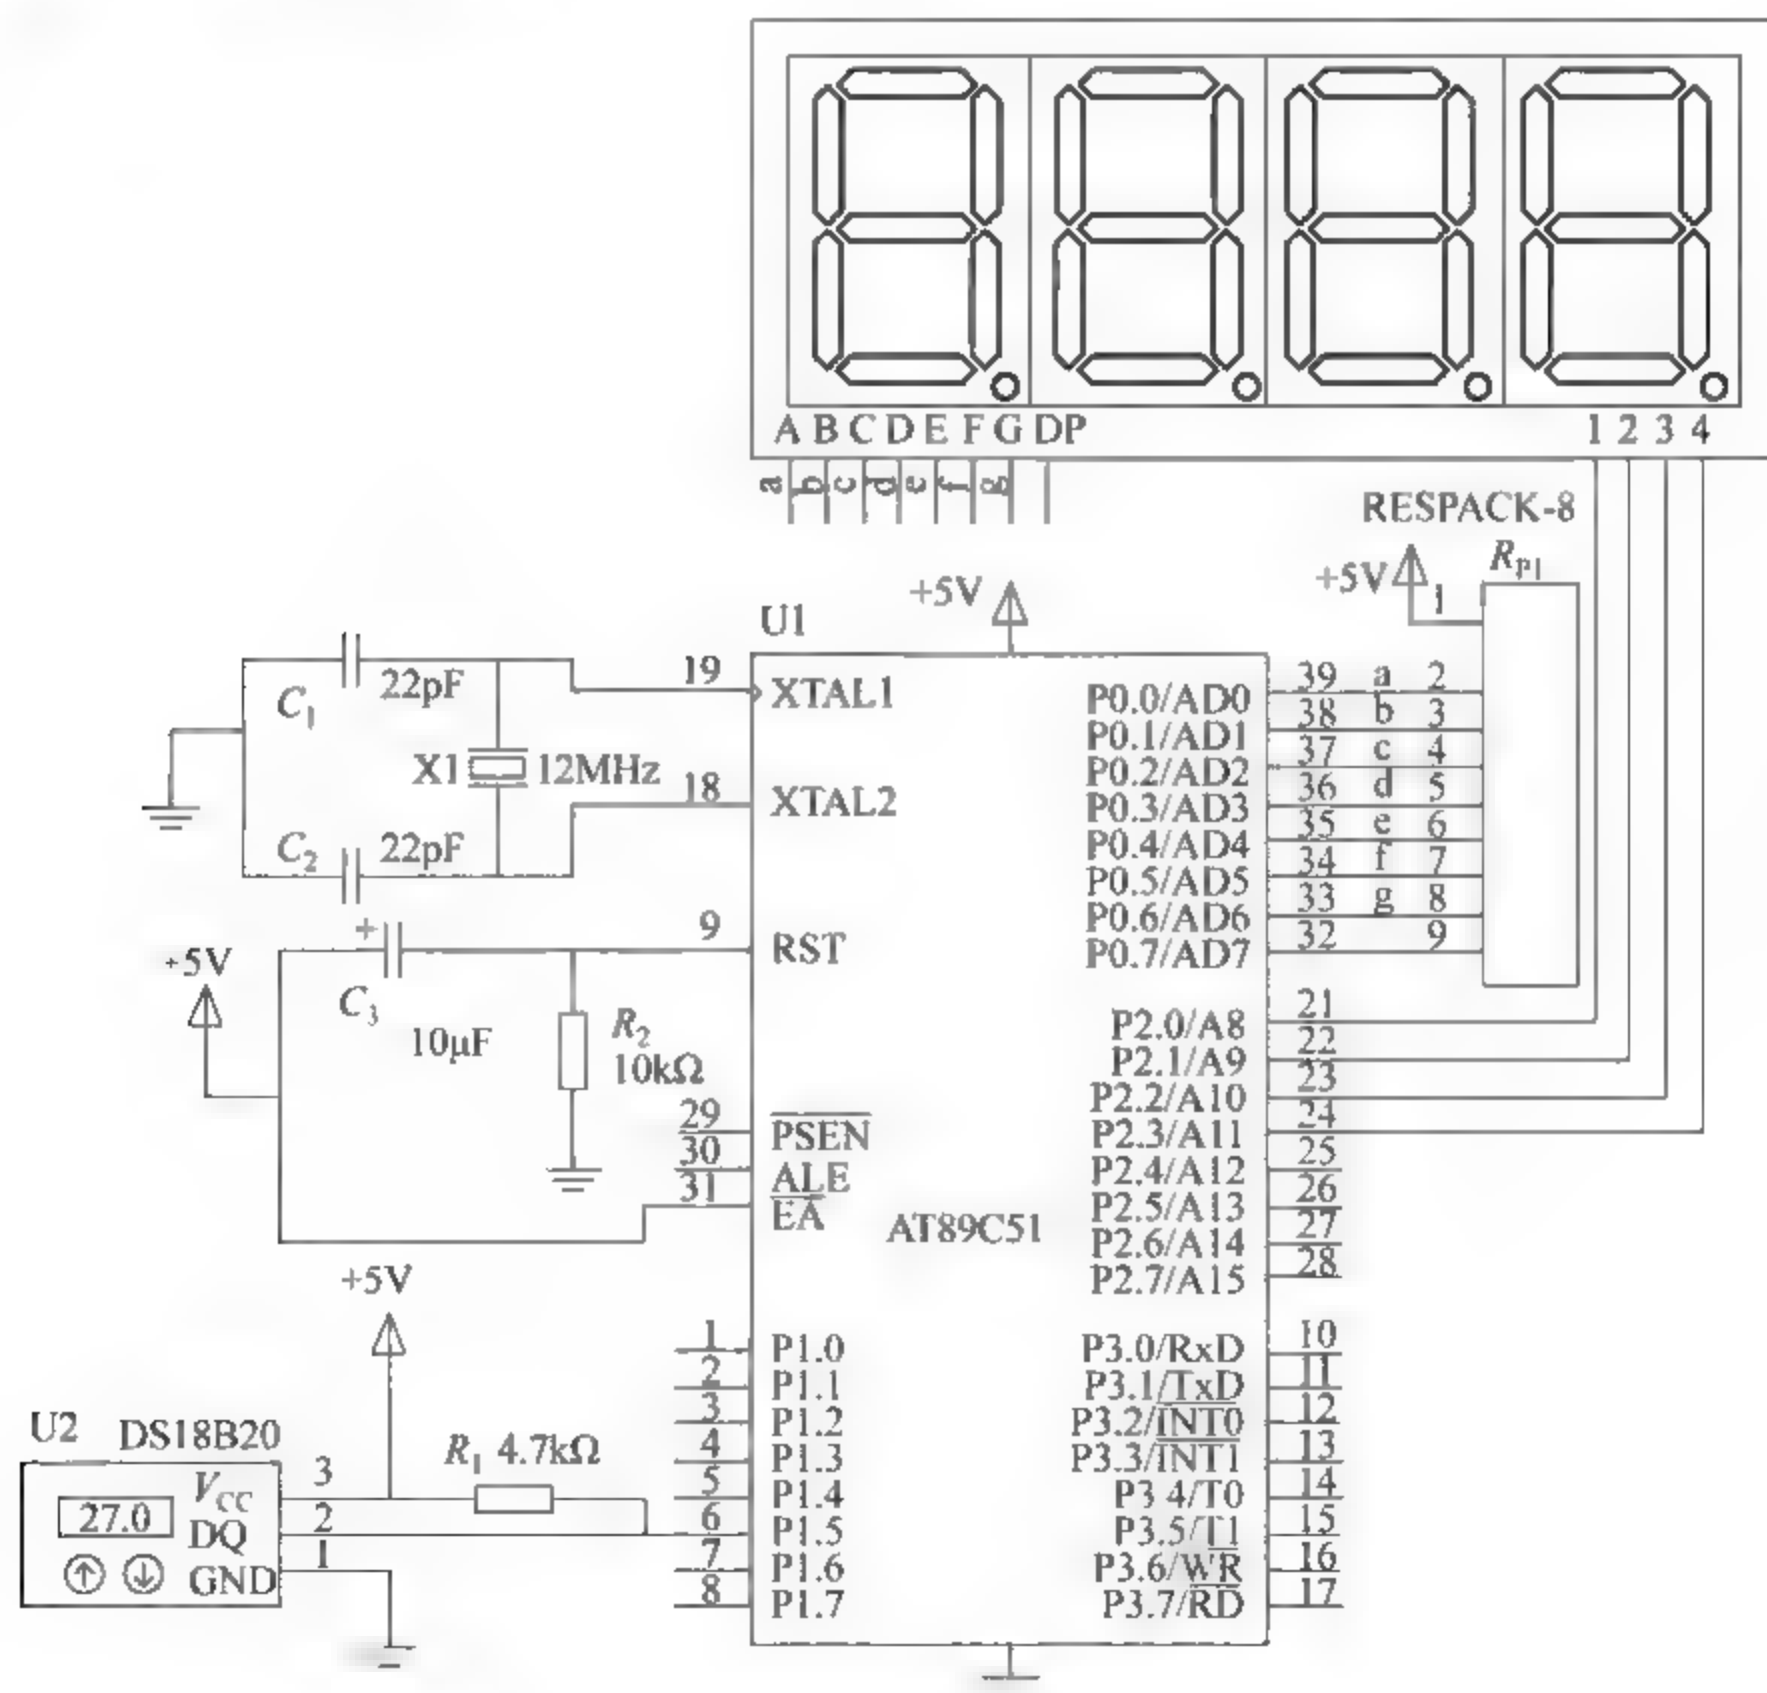 A B C D E F G DP
1 2 3 4
a b c d e f g
RESPACK-8
R_P1
+5V
1
+5V
U1
19
XTAL1
22pF
C₁
X1
12MHz
18
XTAL2
C₂
22pF
+
9
RST
+5V
C₃
10μF
R₂
10kΩ
29
PSEN
30
ALE
31
EA
AT89C51
P0.0/AD0 39 a 2
P0.1/AD1 38 b 3
P0.2/AD2 37 c 4
P0.3/AD3 36 d 5
P0.4/AD4 35 e 6
P0.5/AD5 34 f 7
P0.6/AD6 33 g 8
P0.7/AD7 32 9
P2.0/A8 21
P2.1/A9 22
P2.2/A10 23
P2.3/A11 24
P2.4/A12 25
P2.5/A13 26
P2.6/A14 27
P2.7/A15 28
+5V
1 P1.0
2 P1.1
3 P1.2
4 P1.3
5 P1.4
6 P1.5
7 P1.6
8 P1.7
P3.0/RxD 10
P3.1/TxD 11
P3.2/INT0 12
P3.3/INT1 13
P3 4/T0 14
P3.5/T1 15
P3.6/WR 16
P3.7/RD 17
U2
DS18B20
R₁ 4.7kΩ
27.0
V_CC 3
DQ 2
GND 1